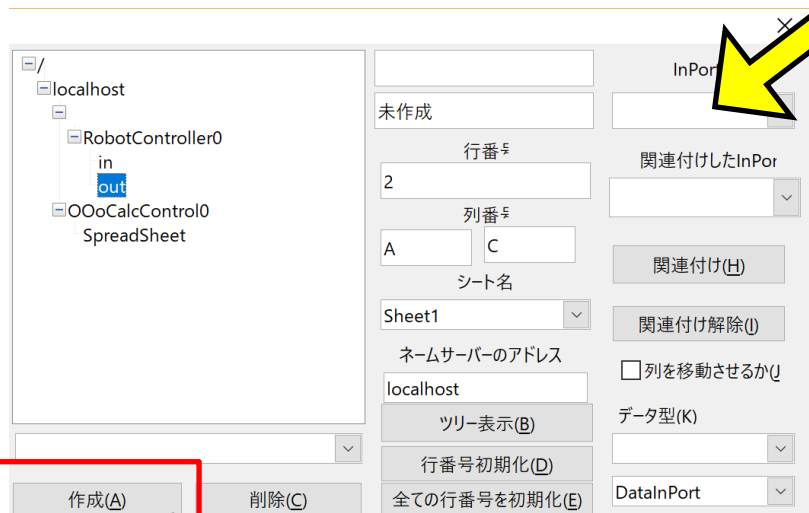 /
localhost
RobotController0
in
out
OOoCalcControl0
SpreadSheet
作成(A)
削除(C)
未作成
行番号
2
列番号
A
C
シート名
Sheet1
ネームサーバーのアドレス
localhost
ツリー表示(B)
行番号初期化(D)
全ての行番号を初期化(E)
InPor
関連付けしたInPor
関連付け(H)
関連付け解除(I)
列を移動させるか(J
データ型(K)
DataInPort